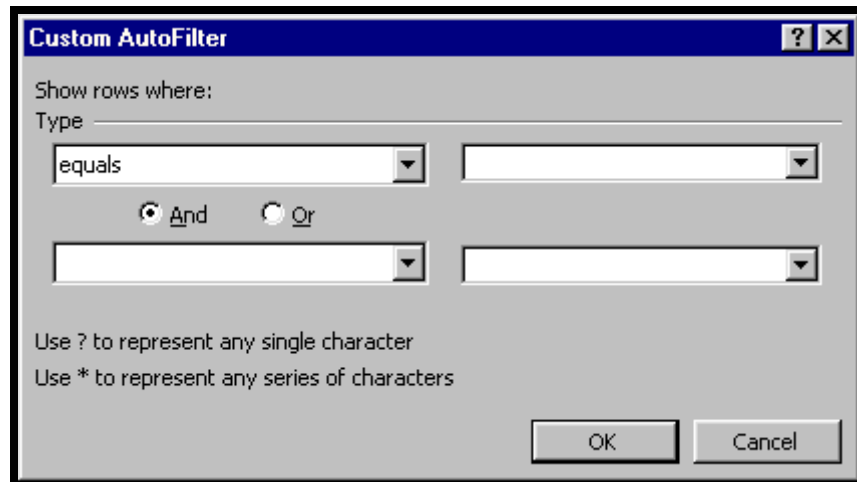 Custom AutoFilter
Show rows where:
Type
equals
And Or
Use ? to represent any single character
Use * to represent any series of characters
OK Cancel